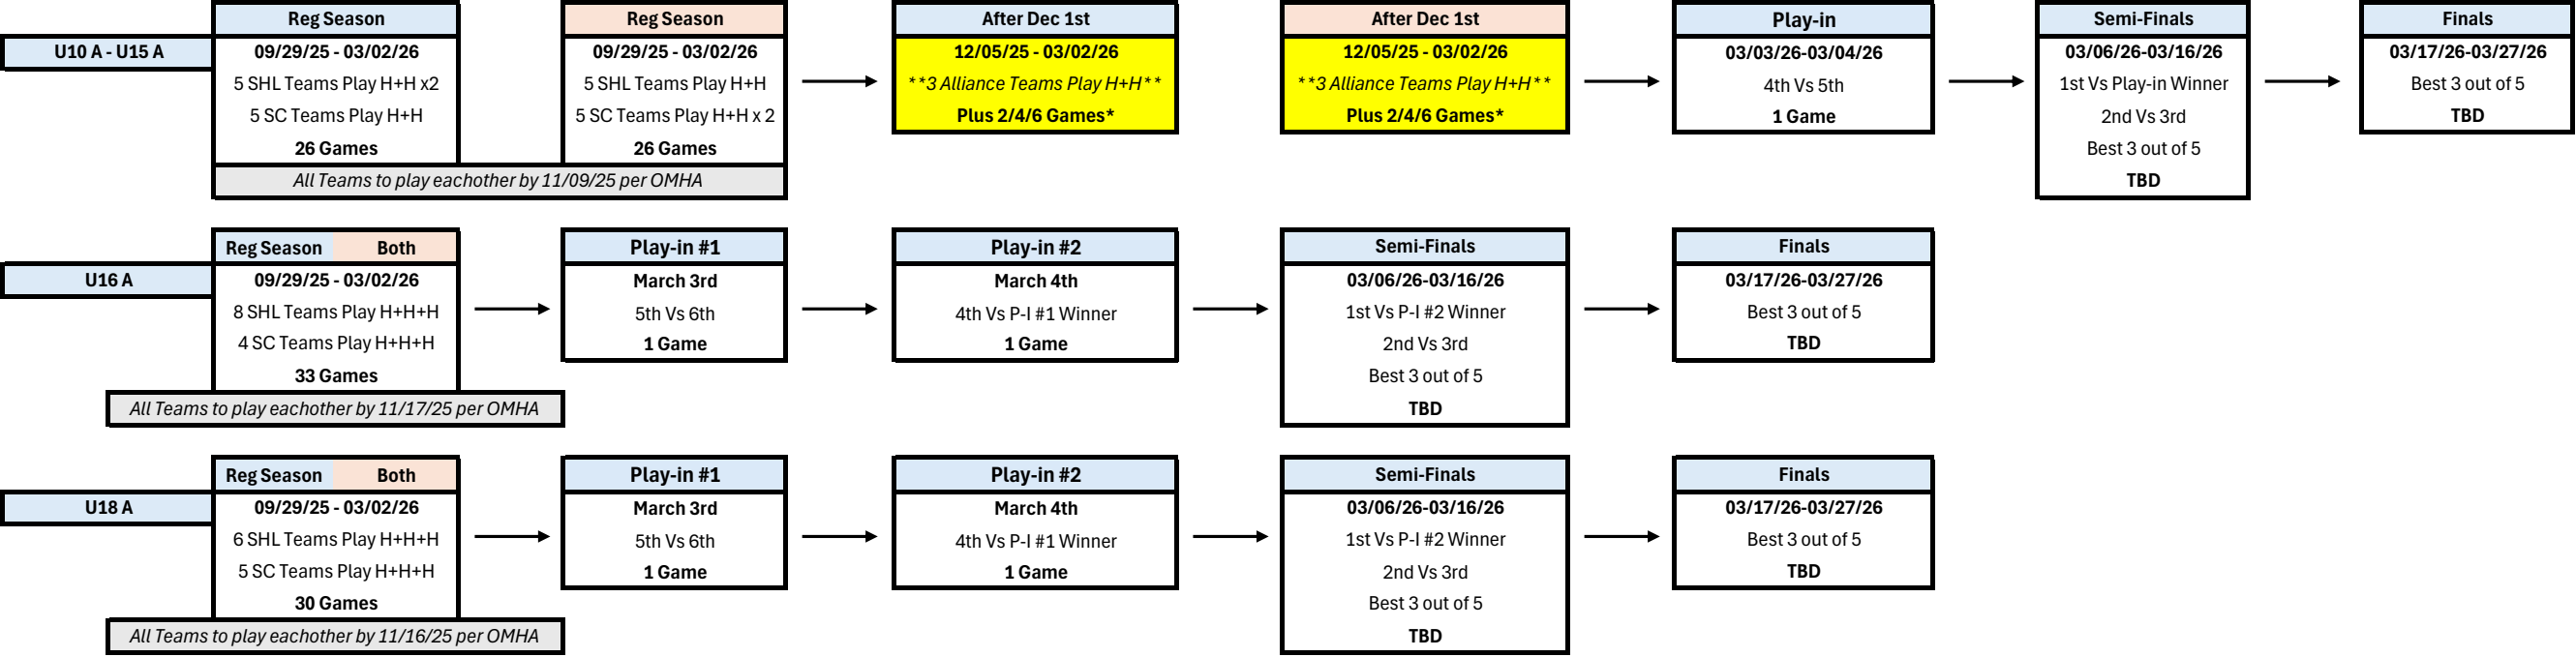 U10 A - U15 A
Reg Season
09/29/25 - 03/02/26
5 SHL Teams Play H+H x2
5 SC Teams Play H+H
26 Games
Reg Season
09/29/25 - 03/02/26
5 SHL Teams Play H+H
5 SC Teams Play H+H x 2
26 Games
All Teams to play eachother by 11/09/25 per OMHA
After Dec 1st
12/05/25 - 03/02/26
**3 Alliance Teams Play H+H**
Plus 2/4/6 Games*
After Dec 1st
12/05/25 - 03/02/26
**3 Alliance Teams Play H+H**
Plus 2/4/6 Games*
Play-in
03/03/26-03/04/26
4th Vs 5th
1 Game
Semi-Finals
03/06/26-03/16/26
1st Vs Play-in Winner
2nd Vs 3rd
Best 3 out of 5
TBD
Finals
03/17/26-03/27/26
Best 3 out of 5
TBD
U16 A
Reg Season Both
09/29/25 - 03/02/26
8 SHL Teams Play H+H+H
4 SC Teams Play H+H+H
33 Games
All Teams to play eachother by 11/17/25 per OMHA
Play-in #1
March 3rd
5th Vs 6th
1 Game
Play-in #2
March 4th
4th Vs P-I #1 Winner
1 Game
Semi-Finals
03/06/26-03/16/26
1st Vs P-I #2 Winner
2nd Vs 3rd
Best 3 out of 5
TBD
Finals
03/17/26-03/27/26
Best 3 out of 5
TBD
U18 A
Reg Season Both
09/29/25 - 03/02/26
6 SHL Teams Play H+H+H
5 SC Teams Play H+H+H
30 Games
All Teams to play eachother by 11/16/25 per OMHA
Play-in #1
March 3rd
5th Vs 6th
1 Game
Play-in #2
March 4th
4th Vs P-I #1 Winner
1 Game
Semi-Finals
03/06/26-03/16/26
1st Vs P-I #2 Winner
2nd Vs 3rd
Best 3 out of 5
TBD
Finals
03/17/26-03/27/26
Best 3 out of 5
TBD